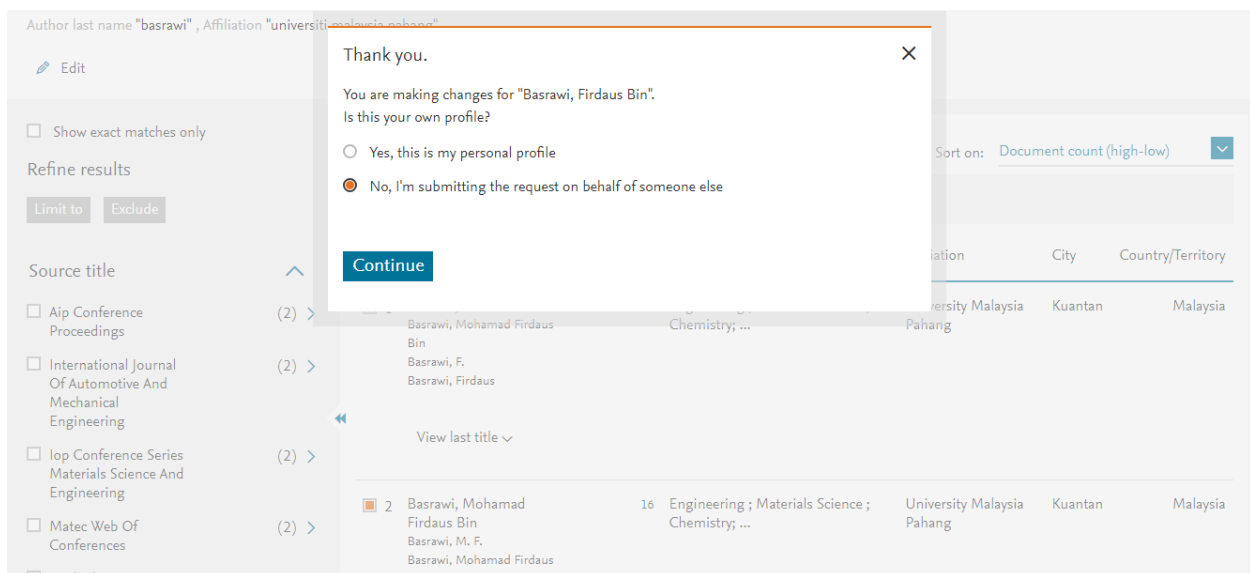 Author last name "basrawi" , Affiliation "universiti malaysia pahang"
Edit
Thank you.
You are making changes for "Basrawi, Firdaus Bin".
Is this your own profile?
Yes, this is my personal profile
No, I'm submitting the request on behalf of someone else
Continue
Show exact matches only
Refine results
Limit to Exclude
Sort on: Document count (high-low)
Source title
City Country/Territory
Aip Conference
Proceedings
(2)
International Journal
Of Automotive And
Mechanical
Engineering
(2)
Iop Conference Series
Materials Science And
Engineering
(2)
Matec Web Of
Conferences
(2)
Basrawi, Mohamad Firdaus
Bin
Basrawi, F.
Basrawi, Firdaus
Chemistry; ...
University Malaysia
Pahang
Kuantan
Malaysia
View last title
2 Basrawi, Mohamad
Firdaus Bin
Basrawi, M. F.
Basrawi, Mohamad Firdaus
16
Engineering ; Materials Science ;
Chemistry; ...
University Malaysia
Pahang
Kuantan
Malaysia